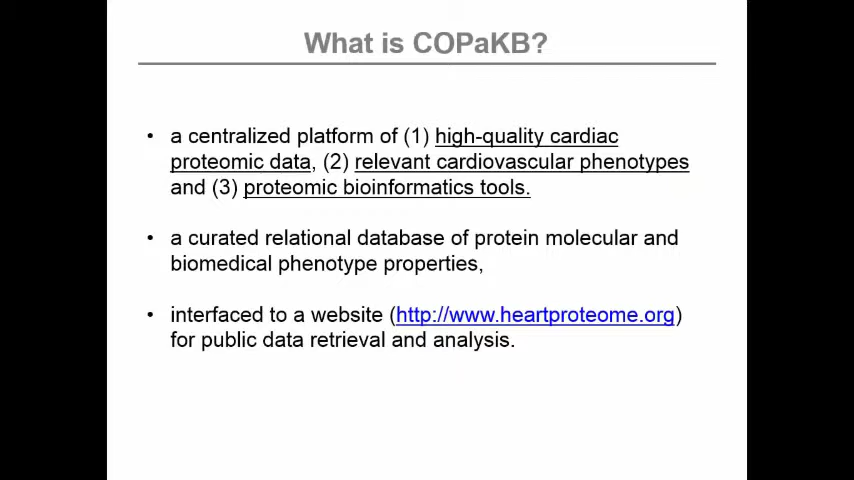 What is COPaKB?
• a centralized platform of (1) high-quality cardiac
proteomic data, (2) relevant cardiovascular phenotypes
and (3) proteomic bioinformatics tools.
• a curated relational database of protein molecular and
biomedical phenotype properties,
• interfaced to a website (http://www.heartproteome.org)
for public data retrieval and analysis.